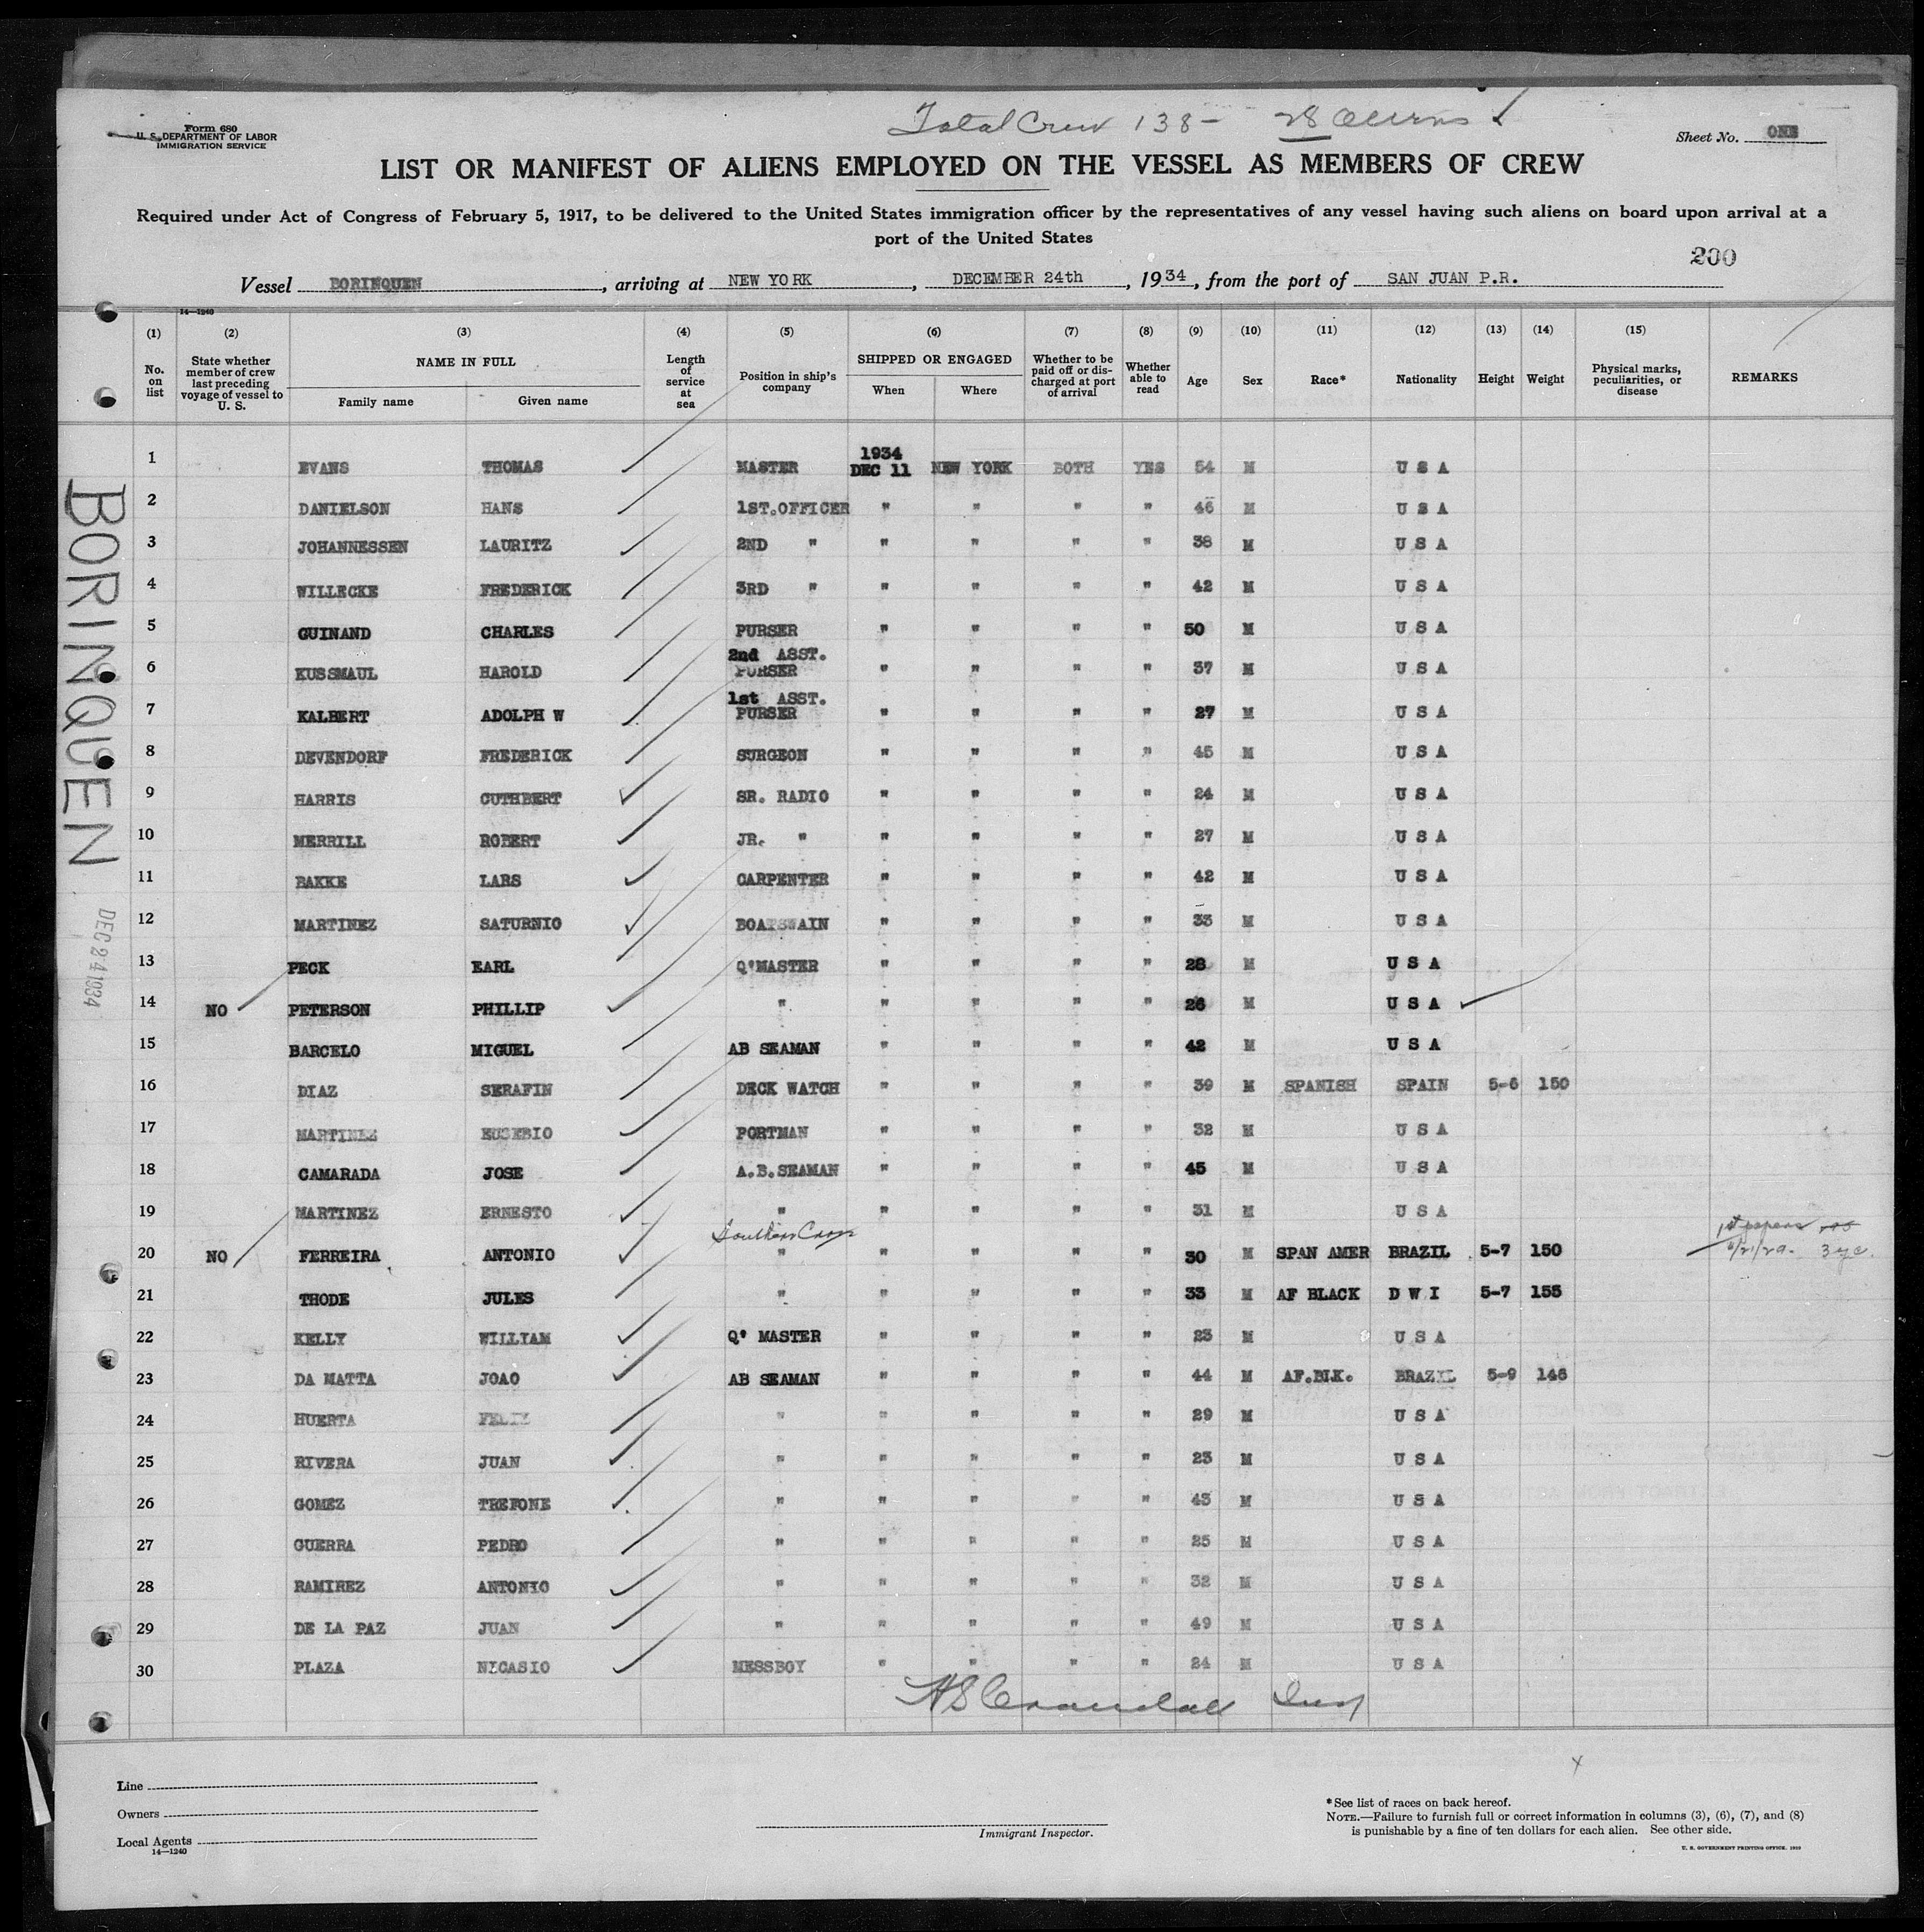 Total Crew 138 - 28 Aliens
Form 680
U. S. DEPARTMENT OF LABOR
IMMIGRATION SERVICE
Sheet No. ONE
LIST OR MANIFEST OF ALIENS EMPLOYED ON THE VESSEL AS MEMBERS OF CREW
Required under Act of Congress of February 5, 1917, to be delivered to the United States immigration officer by the representatives of any vessel having such aliens on board upon arrival at a
port of the United States
200
Vessel BORINQUEN, arriving at NEW YORK, DECEMBER 24th, 1934, from the port of SAN JUAN P.R.
14—1240
(1) (2) (3) (4) (5) (6) (7) (8) (9) (10) (11) (12) (13) (14) (15)
No. on list
State whether member of crew last preceding voyage of vessel to U. S.
NAME IN FULL
Family name Given name
Length of service at sea
Position in ship's company
SHIPPED OR ENGAGED
When Where
Whether to be paid off or discharged at port of arrival
Whether able to read
Age Sex Race* Nationality Height Weight
Physical marks, peculiarities, or disease
REMARKS
1 EVANS THOMAS MASTER 1934 DEC 11 NEW YORK BOTH YES 54 M U S A
2 DANIELSON HANS 1ST.OFFICER " " " " 46 M U S A
3 JOHANNESSEN LAURITZ 2ND " " " " " 38 M U S A
4 WILLECKE FREDERICK 3RD " " " " " 42 M U S A
5 GUINAND CHARLES PURSER " " " " 50 M U S A
6 KUSSMAUL HAROLD 2nd ASST. PURSER " " " " 37 M U S A
7 KALBERT ADOLPH W 1st ASST. PURSER " " " " 27 M U S A
8 DEVENDORF FREDERICK SURGEON " " " " 45 M U S A
9 HARRIS CUTHBERT SR. RADIO " " " " 24 M U S A
10 MERRILL ROBERT JR. " " " " " 27 M U S A
11 BAKKE LARS CARPENTER " " " " 42 M U S A
12 MARTINEZ SATURNIO BOATSWAIN " " " " 33 M U S A
13 PECK EARL Q'MASTER " " " " 28 M U S A
14 NO PETERSON PHILLIP " " " " " 26 M U S A
15 BARCELO MIGUEL AB SEAMAN " " " " 42 M U S A
16 DIAZ SERAFIN DECK WATCH " " " " 39 M SPANISH SPAIN 5-6 150
17 MARTINEZ EUSEBIO PORTMAN " " " " 32 M U S A
18 CAMARADA JOSE A.B.SEAMAN " " " " 45 M U S A
19 MARTINEZ ERNESTO " " " " " 31 M U S A
Southern Cross
1st papers
20 NO FERREIRA ANTONIO " " " " " 30 M SPAN AMER BRAZIL 5-7 150
21 THODE JULES " " " " " 33 M AF BLACK D W I 5-7 155
22 KELLY WILLIAM Q' MASTER " " " " 23 M U S A
23 DA MATTA JOAO AB SEAMAN " " " " 44 M AF.BLK. BRAZIL 5-9 146
24 HUERTA FELIX " " " " " 29 M U S A
25 RIVERA JUAN " " " " " 23 M U S A
26 GOMEZ TREFONE " " " " " 43 M U S A
27 GUERRA PEDRO " " " " " 25 M U S A
28 RAMIREZ ANTONIO " " " " " 32 M U S A
29 DE LA PAZ JUAN " " " " " 49 M U S A
30 PLAZA NICASIO MESSBOY " " " " 24 M U S A
HS Crandall Insp
BORINQUEN
DEC 24 1934
Line
Owners
Local Agents
14—1240
Immigrant Inspector.
*See list of races on back hereof.
NOTE.—Failure to furnish full or correct information in columns (3), (6), (7), and (8)
is punishable by a fine of ten dollars for each alien. See other side.